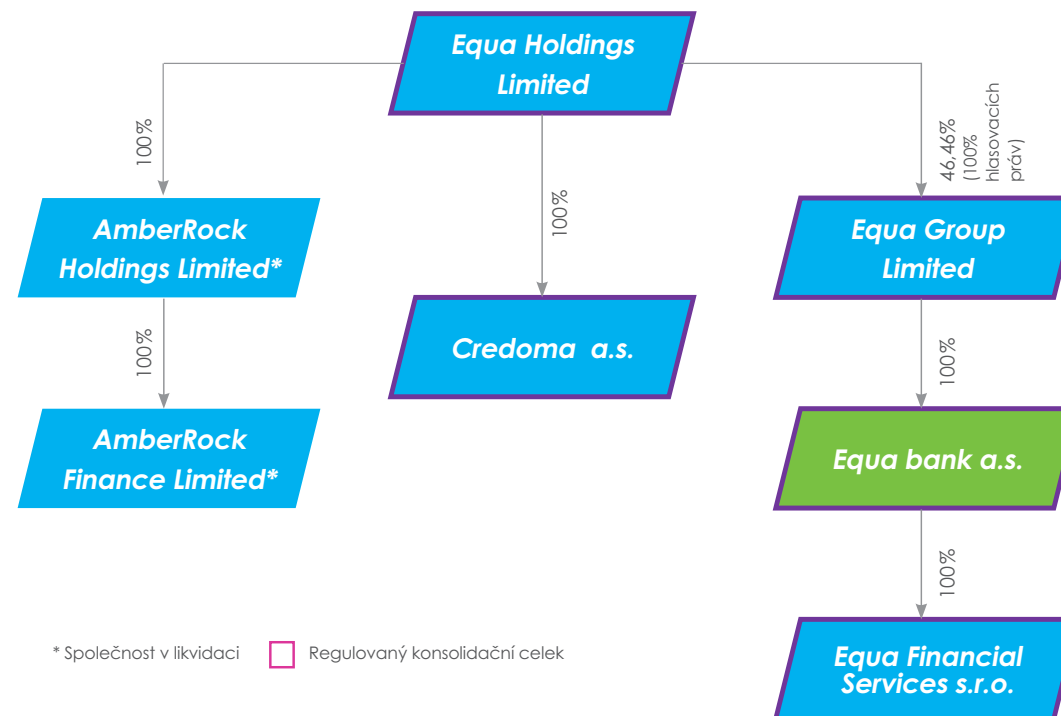 Equa Holdings
Limited
100%
100%
46,46%
(100%
hlasovacích
práv)
AmberRock
Holdings Limited*
Equa Group
Limited
Credoma a.s.
100%
100%
AmberRock
Finance Limited*
Equa bank a.s.
100%
* Společnost v likvidaci
Regulovaný konsolidační celek
Equa Financial
Services s.r.o.